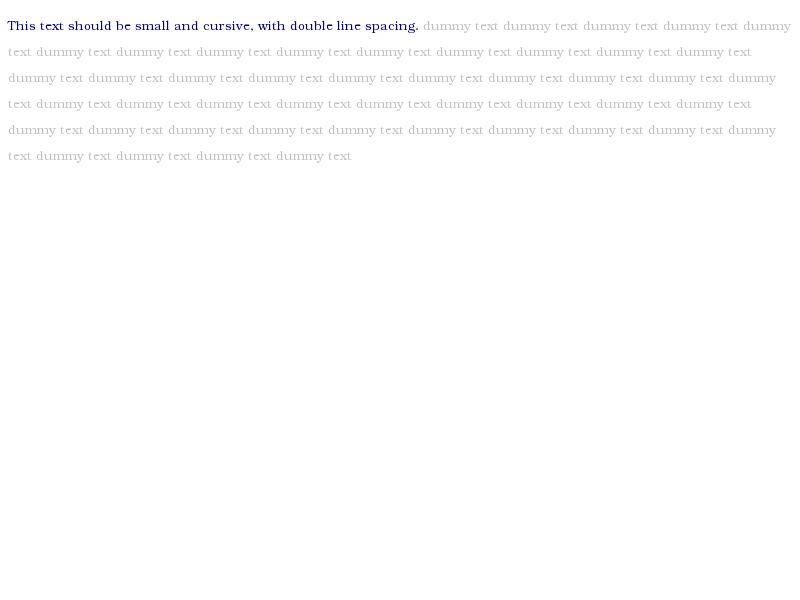 This text should be small and cursive, with double line spacing. dummy text dummy text dummy text dummy text dummy
text dummy text dummy text dummy text dummy text dummy text dummy text dummy text dummy text dummy text
dummy text dummy text dummy text dummy text dummy text dummy text dummy text dummy text dummy text dummy
text dummy text dummy text dummy text dummy text dummy text dummy text dummy text dummy text dummy text
dummy text dummy text dummy text dummy text dummy text dummy text dummy text dummy text dummy text dummy
text dummy text dummy text dummy text dummy text